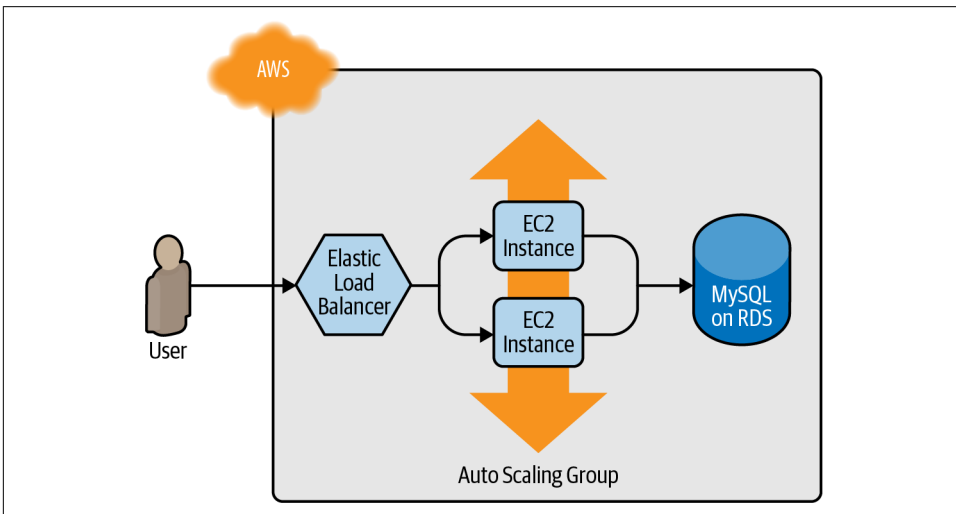 AWS
User
Elastic
Load
Balancer
EC2
Instance
EC2
Instance
MySQL
on RDS
Auto Scaling Group